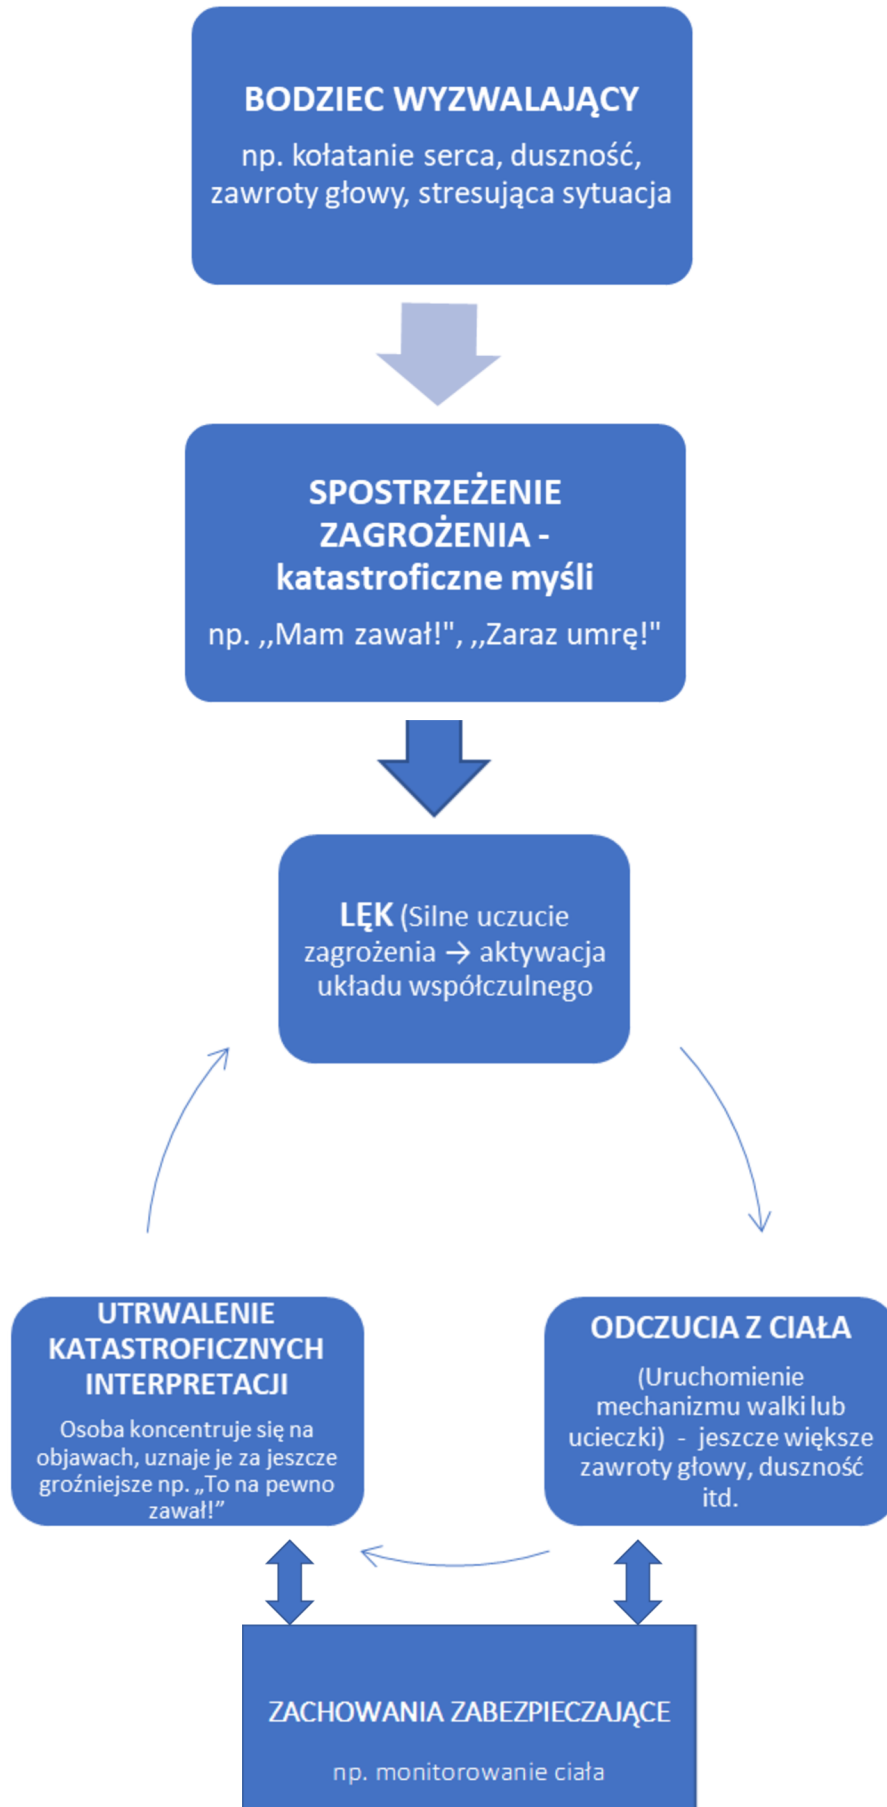 BODZIEC WYZWALAJĄCY
np. kołatanie serca, duszność,
zawroty głowy, stresująca sytuacja
SPOSTRZEŻENIE
ZAGROŻENIA -
katastroficzne myśli
np. ,,Mam zawał!", ,,Zaraz umrę!"
LĘK (Silne uczucie
zagrożenia → aktywacja
układu współczulnego
UTRWALENIE
KATASTROFICZNYCH
INTERPRETACJI
Osoba koncentruje się na
objawach, uznaje je za jeszcze
groźniejsze np. „To na pewno
zawał!”
ODCZUCIA Z CIAŁA
(Uruchomienie
mechanizmu walki lub
ucieczki) - jeszcze większe
zawroty głowy, duszność
itd.
ZACHOWANIA ZABEZPIECZAJĄCE
np. monitorowanie ciała